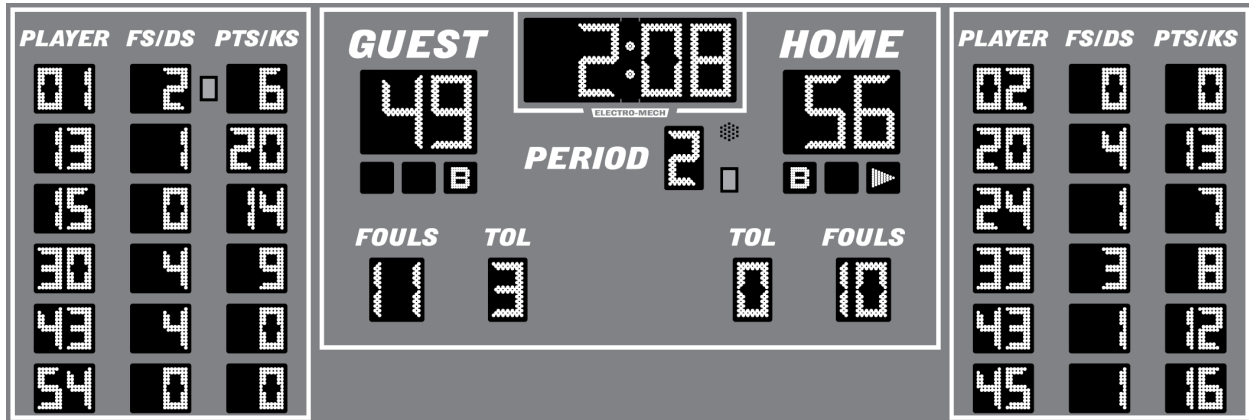 PLAYER FS/DS PTS/KS
01 2 6
13 1 20
15 0 14
30 4 9
43 4 0
54 0 0
GUEST 2:08 HOME
49 56
ELECTRO-MECH
PERIOD 2
B B
FOULS TOL TOL FOULS
11 3 0 10
PLAYER FS/DS PTS/KS
02 0 0
20 4 13
24 1 7
33 3 8
43 1 12
45 1 16